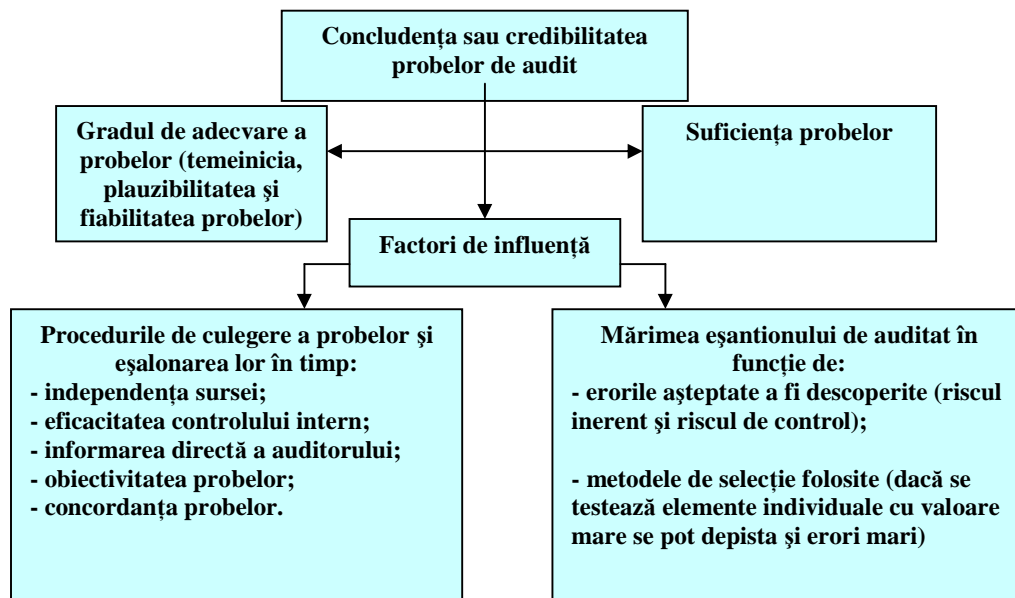 Concludența sau credibilitatea
probelor de audit
Gradul de adecvare a
probelor (temeinicia,
plauzibilitatea şi
fiabilitatea probelor)
Suficiența probelor
Factori de influență
Procedurile de culegere a probelor şi
eşalonarea lor în timp:
- independența sursei;
- eficacitatea controlului intern;
- informarea directă a auditorului;
- obiectivitatea probelor;
- concordanța probelor.
Mărimea eşantionului de auditat în
funcție de:
- erorile aşteptate a fi descoperite (riscul
inerent şi riscul de control);
- metodele de selecție folosite (dacă se
testează elemente individuale cu valoare
mare se pot depista şi erori mari)